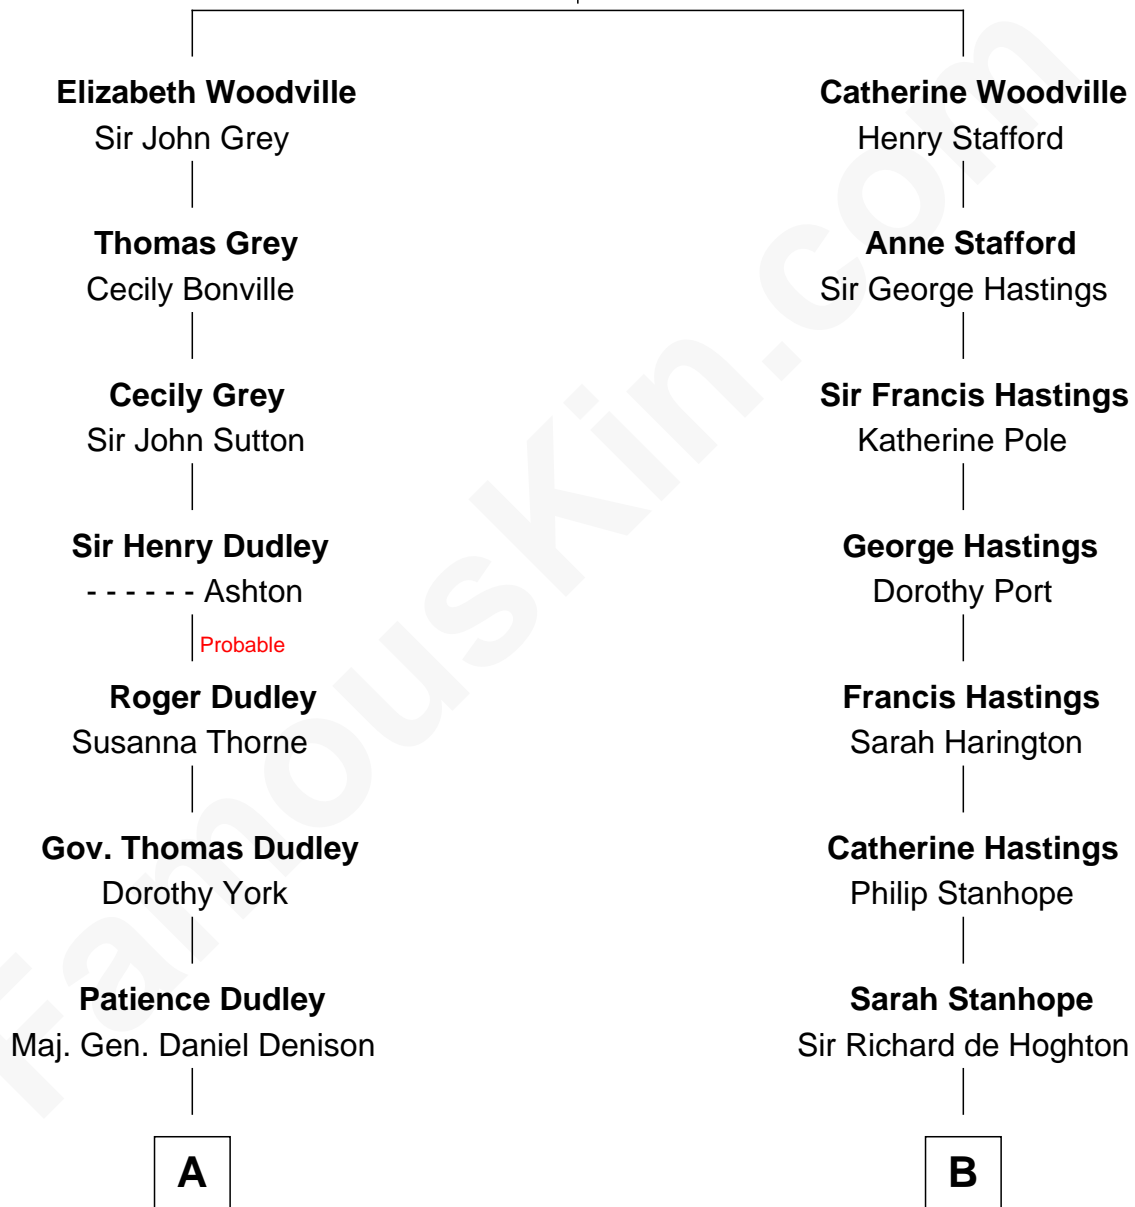 Elizabeth Woodville
Sir John Grey
Thomas Grey
Cecily Bonville
Cecily Grey
Sir John Sutton
Sir Henry Dudley
- - - - - - Ashton
Probable
Roger Dudley
Susanna Thorne
Gov. Thomas Dudley
Dorothy York
Patience Dudley
Maj. Gen. Daniel Denison
A
Catherine Woodville
Henry Stafford
Anne Stafford
Sir George Hastings
Sir Francis Hastings
Katherine Pole
George Hastings
Dorothy Port
Francis Hastings
Sarah Harington
Catherine Hastings
Philip Stanhope
Sarah Stanhope
Sir Richard de Hoghton
B
FamousKin.com